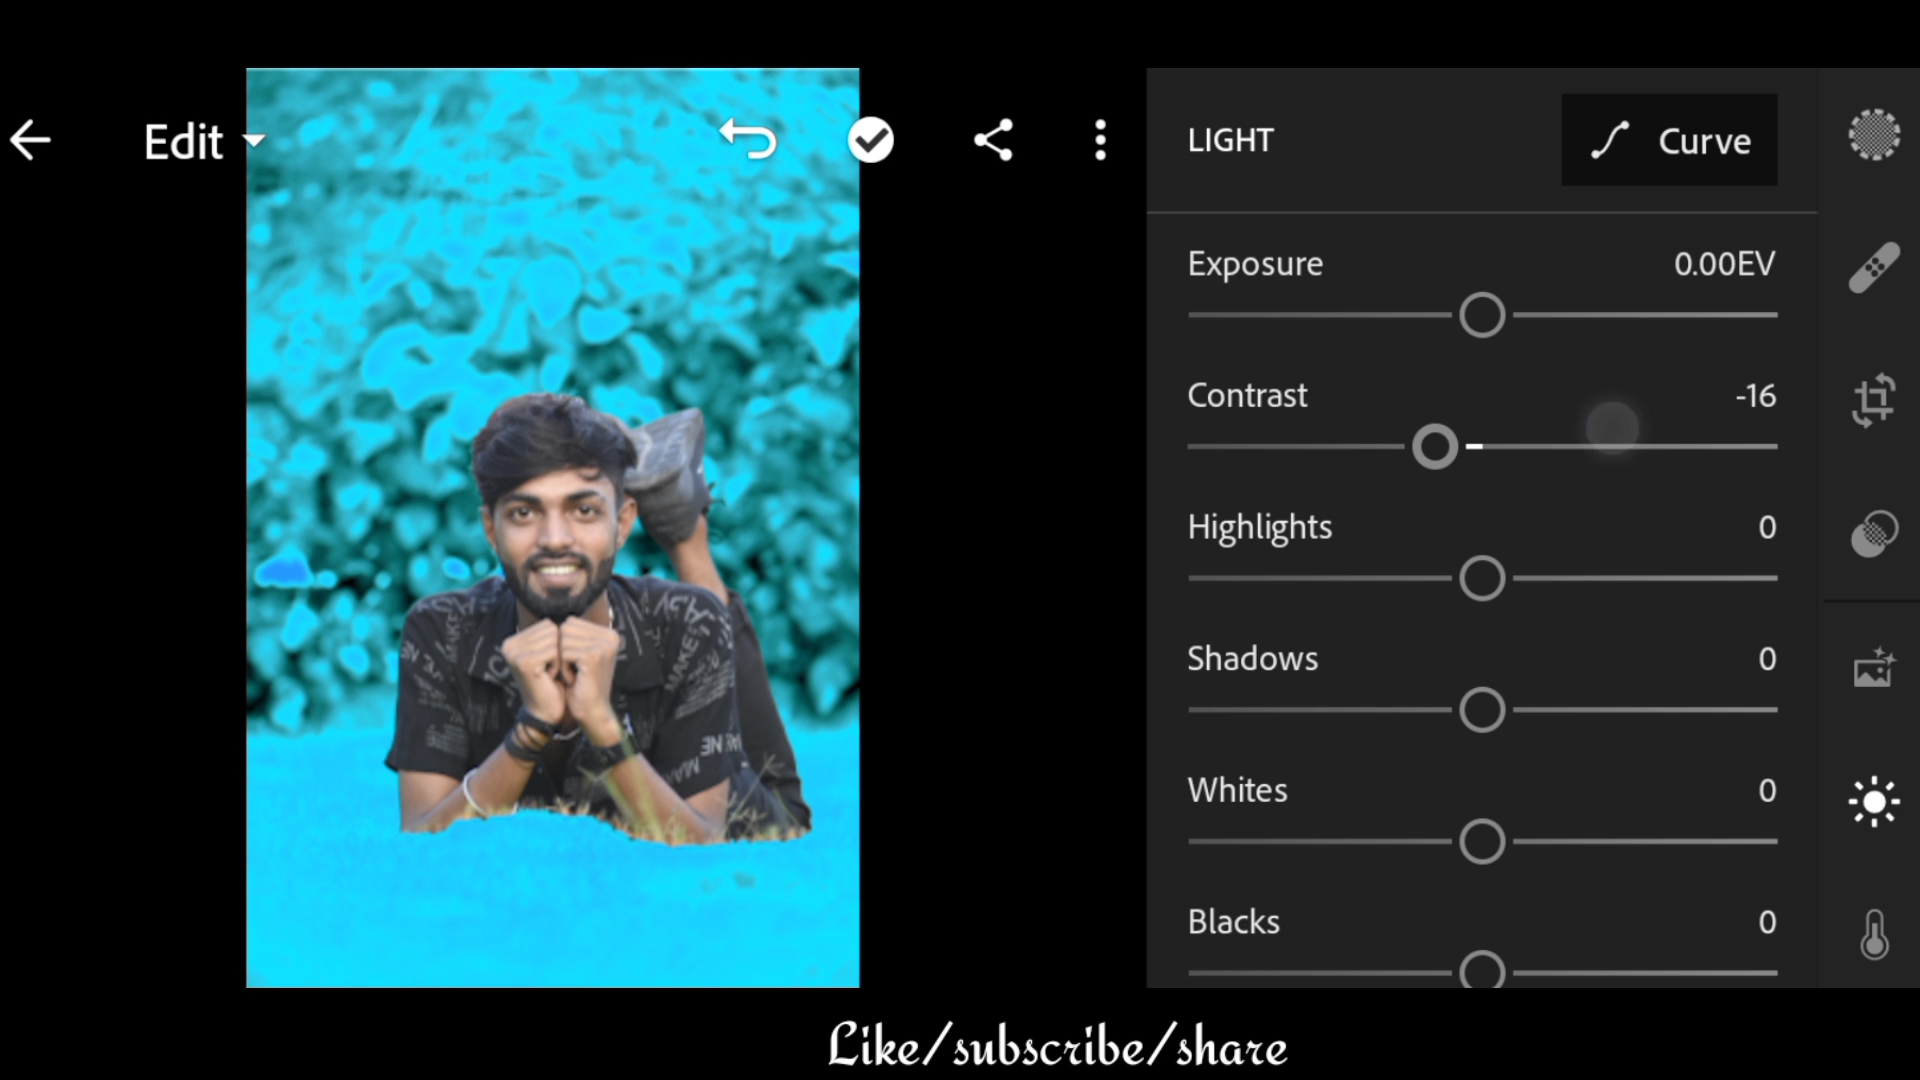 Edit
LIGHT
Curve
Exposure 0.00EV
Contrast -16
Highlights 0
Shadows 0
Whites 0
Blacks 0
Like/subscribe/share